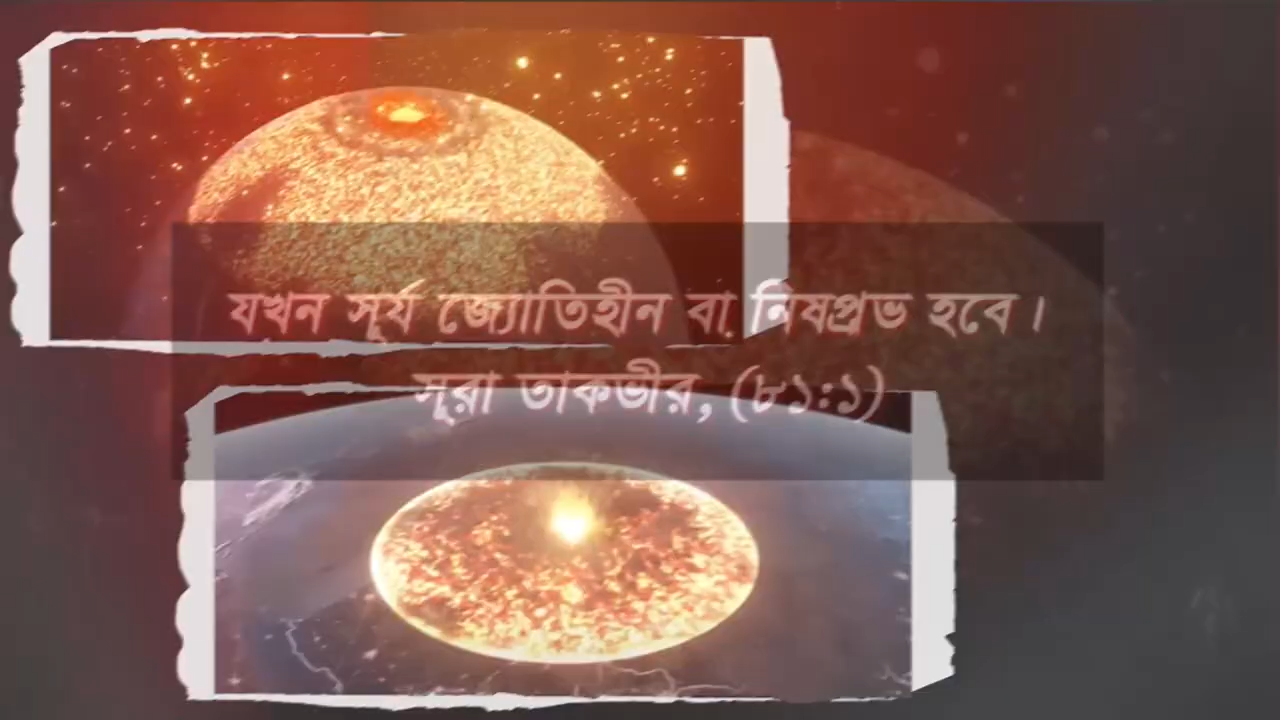 যখন সূর্য জ্যোতিহীন বা নিষপ্রভ হবে।
সূরা তাকভীর, (৮১:১)